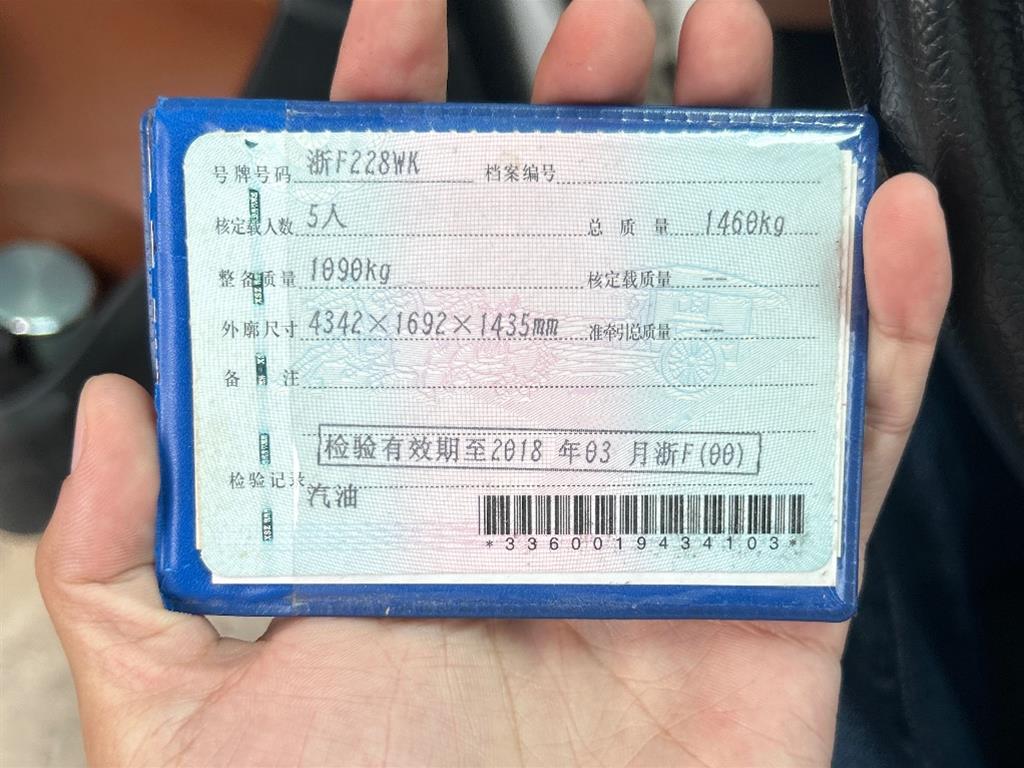 号牌号码 浙F228WK 档案编号
核定载人数 5人 总质量 1460kg
整备质量 1090kg 核定载质量 --
外廓尺寸 4342×1692×1435mm 准牵引总质量 --
备注
检验有效期至2018 年03 月浙F(00)
检验记录 汽油
*3360019434103*